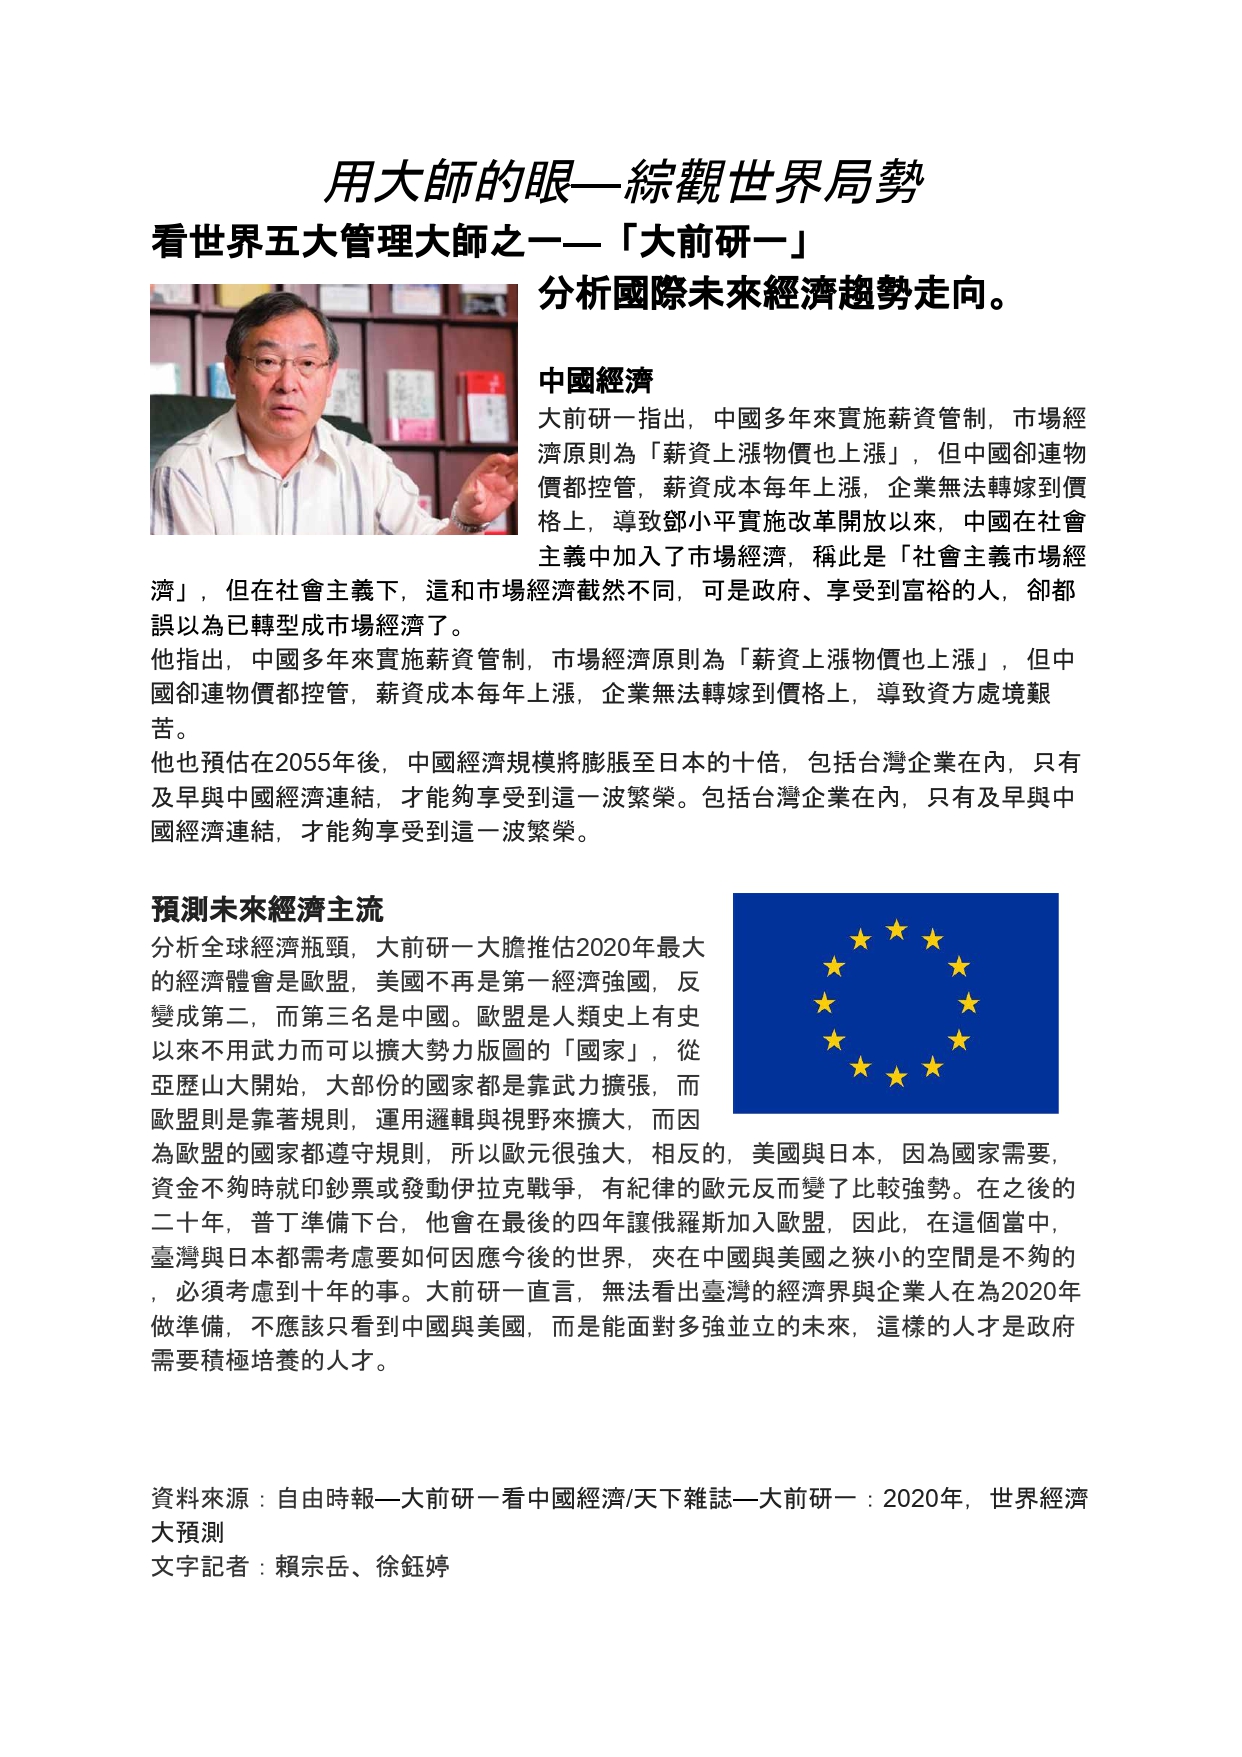 用大師的眼—綜觀世界局勢
看世界五大管理大師之一—「大前研一」
分析國際未來經濟趨勢走向。
中國經濟
大前研一指出，中國多年來實施薪資管制，市場經
濟原則為「薪資上漲物價也上漲」，但中國卻連物
價都控管，薪資成本每年上漲，企業無法轉嫁到價
格上，導致鄧小平實施改革開放以來，中國在社會
主義中加入了市場經濟，稱此是「社會主義市場經
濟」，但在社會主義下，這和市場經濟截然不同，可是政府、享受到富裕的人，卻都
誤以為已轉型成市場經濟了。
他指出，中國多年來實施薪資管制，市場經濟原則為「薪資上漲物價也上漲」，但中
國卻連物價都控管，薪資成本每年上漲，企業無法轉嫁到價格上，導致資方處境艱
苦。
他也預估在2055年後，中國經濟規模將膨脹至日本的十倍，包括台灣企業在內，只有
及早與中國經濟連結，才能夠享受到這一波繁榮。包括台灣企業在內，只有及早與中
國經濟連結，才能夠享受到這一波繁榮。
預測未來經濟主流
分析全球經濟瓶頸，大前研一大膽推估2020年最大
的經濟體會是歐盟，美國不再是第一經濟強國，反
變成第二，而第三名是中國。歐盟是人類史上有史
以來不用武力而可以擴大勢力版圖的「國家」，從
亞歷山大開始，大部份的國家都是靠武力擴張，而
歐盟則是靠著規則，運用邏輯與視野來擴大，而因
為歐盟的國家都遵守規則，所以歐元很強大，相反的，美國與日本，因為國家需要，
資金不夠時就印鈔票或發動伊拉克戰爭，有紀律的歐元反而變了比較強勢。在之後的
二十年，普丁準備下台，他會在最後的四年讓俄羅斯加入歐盟，因此，在這個當中，
臺灣與日本都需考慮要如何因應今後的世界，夾在中國與美國之狹小的空間是不夠的
，必須考慮到十年的事。大前研一直言，無法看出臺灣的經濟界與企業人在為2020年
做準備，不應該只看到中國與美國，而是能面對多強並立的未來，這樣的人才是政府
需要積極培養的人才。
資料來源：自由時報—大前研一看中國經濟/天下雜誌—大前研一：2020年，世界經濟
大預測
文字記者：賴宗岳、徐鈺婷